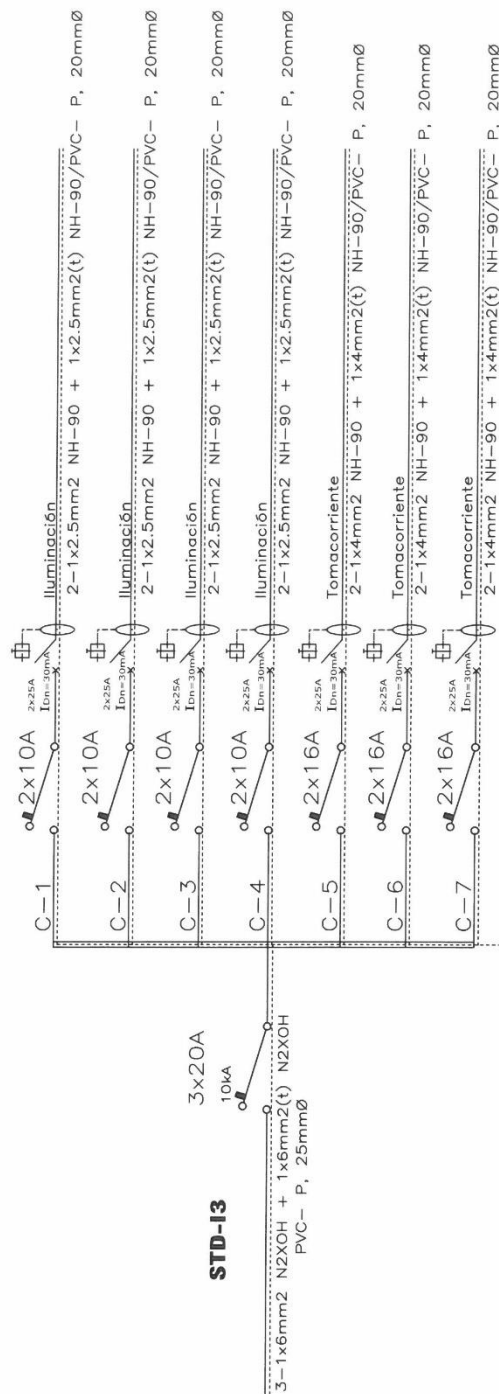 STD-I3
3-1x6mm2 N2XOH + 1x6mm2(t) N2XOH
PVC- P, 25mmØ
3x20A
10kA
C-1
2x10A
2x25A
IDn=30mA
Iluminación
2-1x2.5mm2 NH-90 + 1x2.5mm2(t) NH-90/PVC- P, 20mmØ
C-2
2x10A
2x25A
IDn=30mA
Iluminación
2-1x2.5mm2 NH-90 + 1x2.5mm2(t) NH-90/PVC- P, 20mmØ
C-3
2x10A
2x25A
IDn=30mA
Iluminación
2-1x2.5mm2 NH-90 + 1x2.5mm2(t) NH-90/PVC- P, 20mmØ
C-4
2x10A
2x25A
IDn=30mA
Iluminación
2-1x2.5mm2 NH-90 + 1x2.5mm2(t) NH-90/PVC- P, 20mmØ
C-5
2x16A
2x25A
IDn=30mA
Tomacorriente
2-1x4mm2 NH-90 + 1x4mm2(t) NH-90/PVC- P, 20mmØ
C-6
2x16A
2x25A
IDn=30mA
Tomacorriente
2-1x4mm2 NH-90 + 1x4mm2(t) NH-90/PVC- P, 20mmØ
C-7
2x16A
2x25A
IDn=30mA
Tomacorriente
2-1x4mm2 NH-90 + 1x4mm2(t) NH-90/PVC- P, 20mmØ